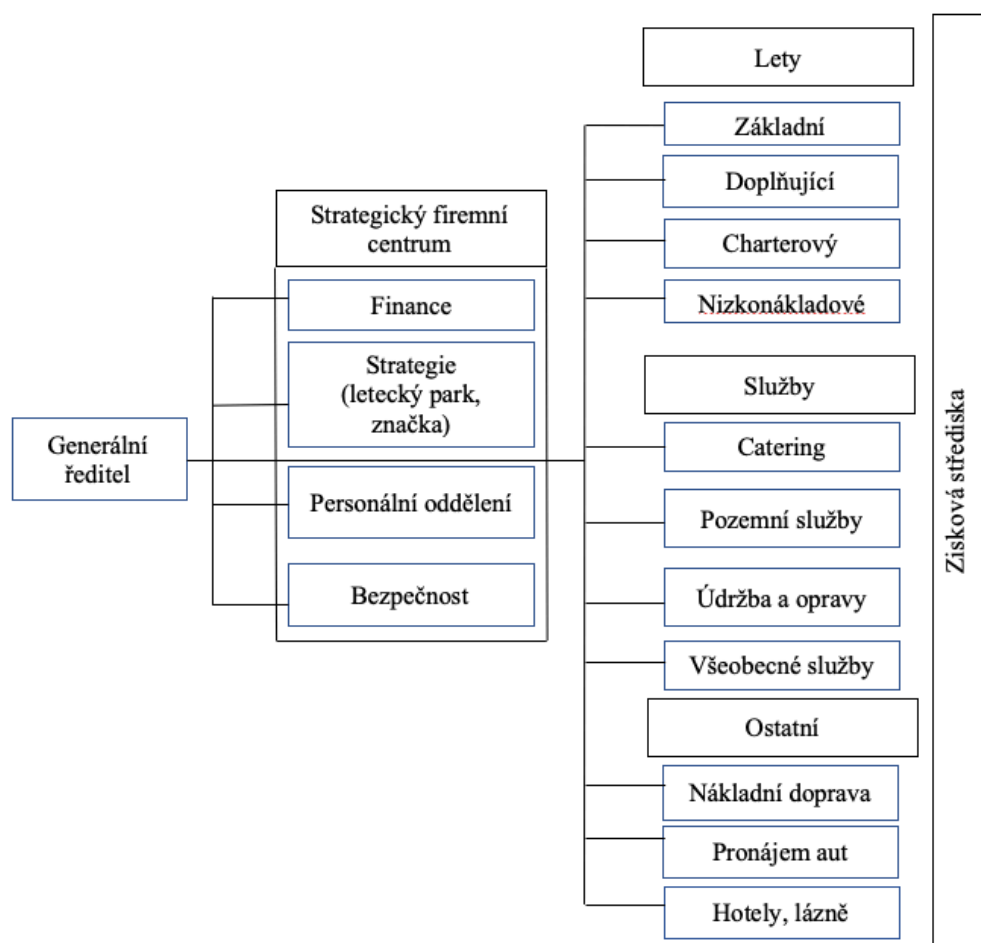 Generální
ředitel
Strategický firemní
centrum
Finance
Strategie
(letecký park,
značka)
Personální oddělení
Bezpečnost
Lety
Základní
Doplňující
Charterový
Nizkonákladové
Služby
Catering
Pozemní služby
Údržba a opravy
Všeobecné služby
Ostatní
Nákladní doprava
Pronájem aut
Hotely, lázně
Zisková střediska